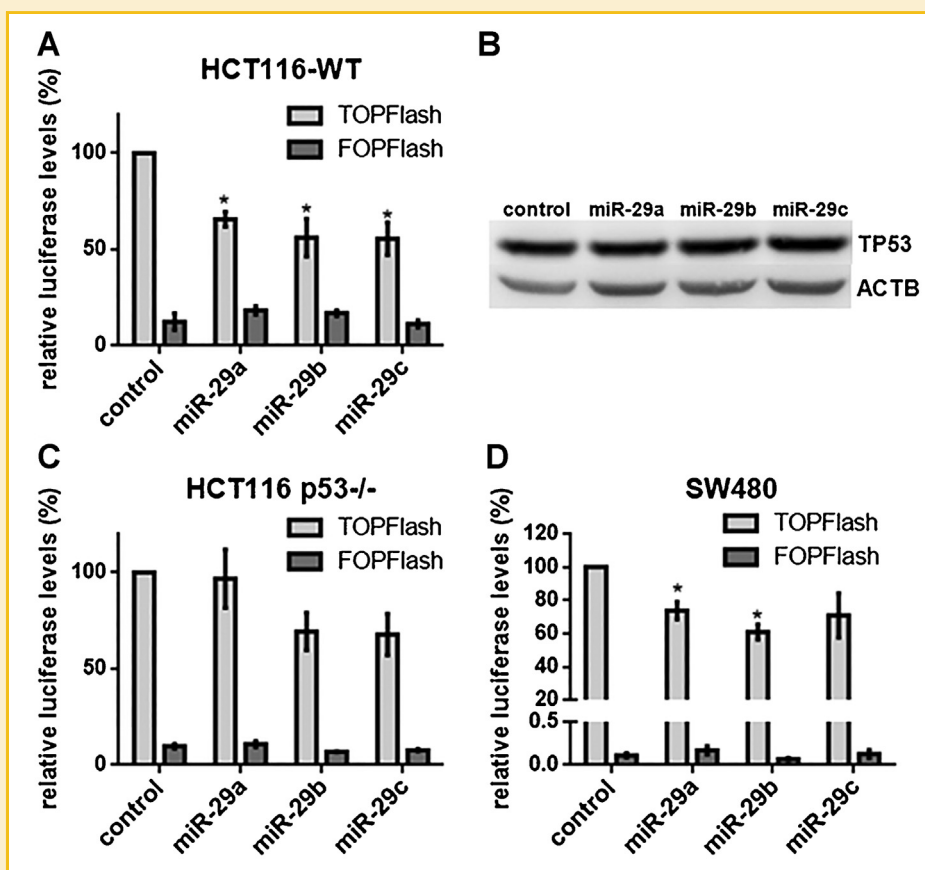 A
HCT116-WT
relative luciferase levels (%)
TOPFlash
FOPFlash
100
50
0
*
*
*
control
miR-29a
miR-29b
miR-29c
B
control miR-29a miR-29b miR-29c
TP53
ACTB
C
HCT116 p53-/-
relative luciferase levels (%)
TOPFlash
FOPFlash
100
50
0
control
miR-29a
miR-29b
miR-29c
D
SW480
relative luciferase levels (%)
TOPFlash
FOPFlash
120
100
80
60
40
20
0.5
0.0
*
*
control
miR-29a
miR-29b
miR-29c